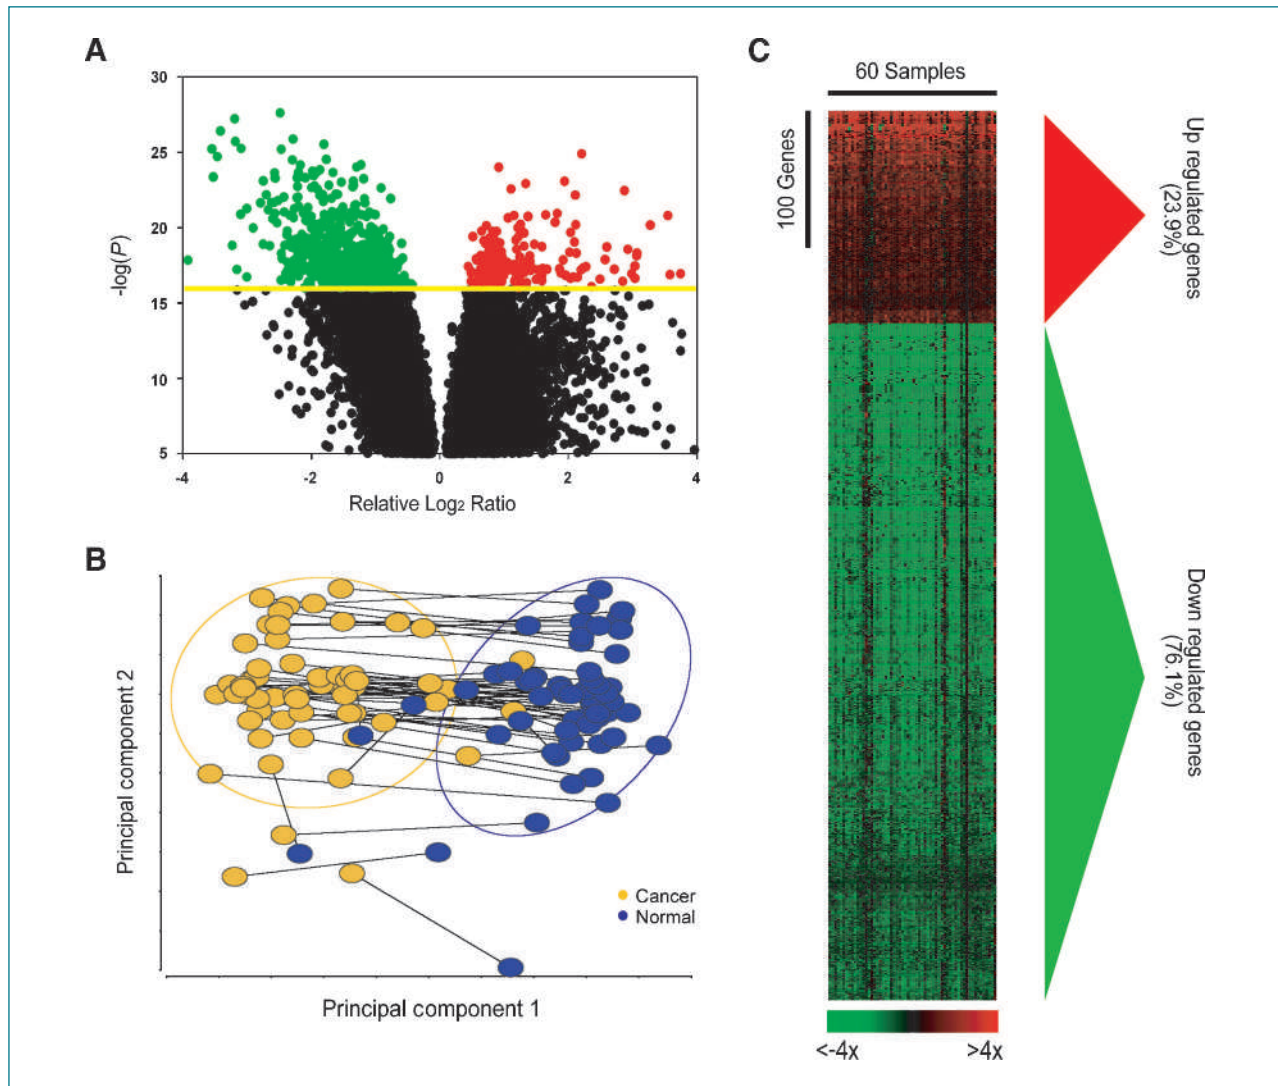 A
30
25
20
15
10
5
-log(P)
-4
-2
0
2
4
Relative Log2 Ratio
B
Principal component 2
Cancer
Normal
Principal component 1
C
60 Samples
100 Genes
Up regulated genes
(23.9%)
Down regulated genes
(76.1%)
<-4x
>4x